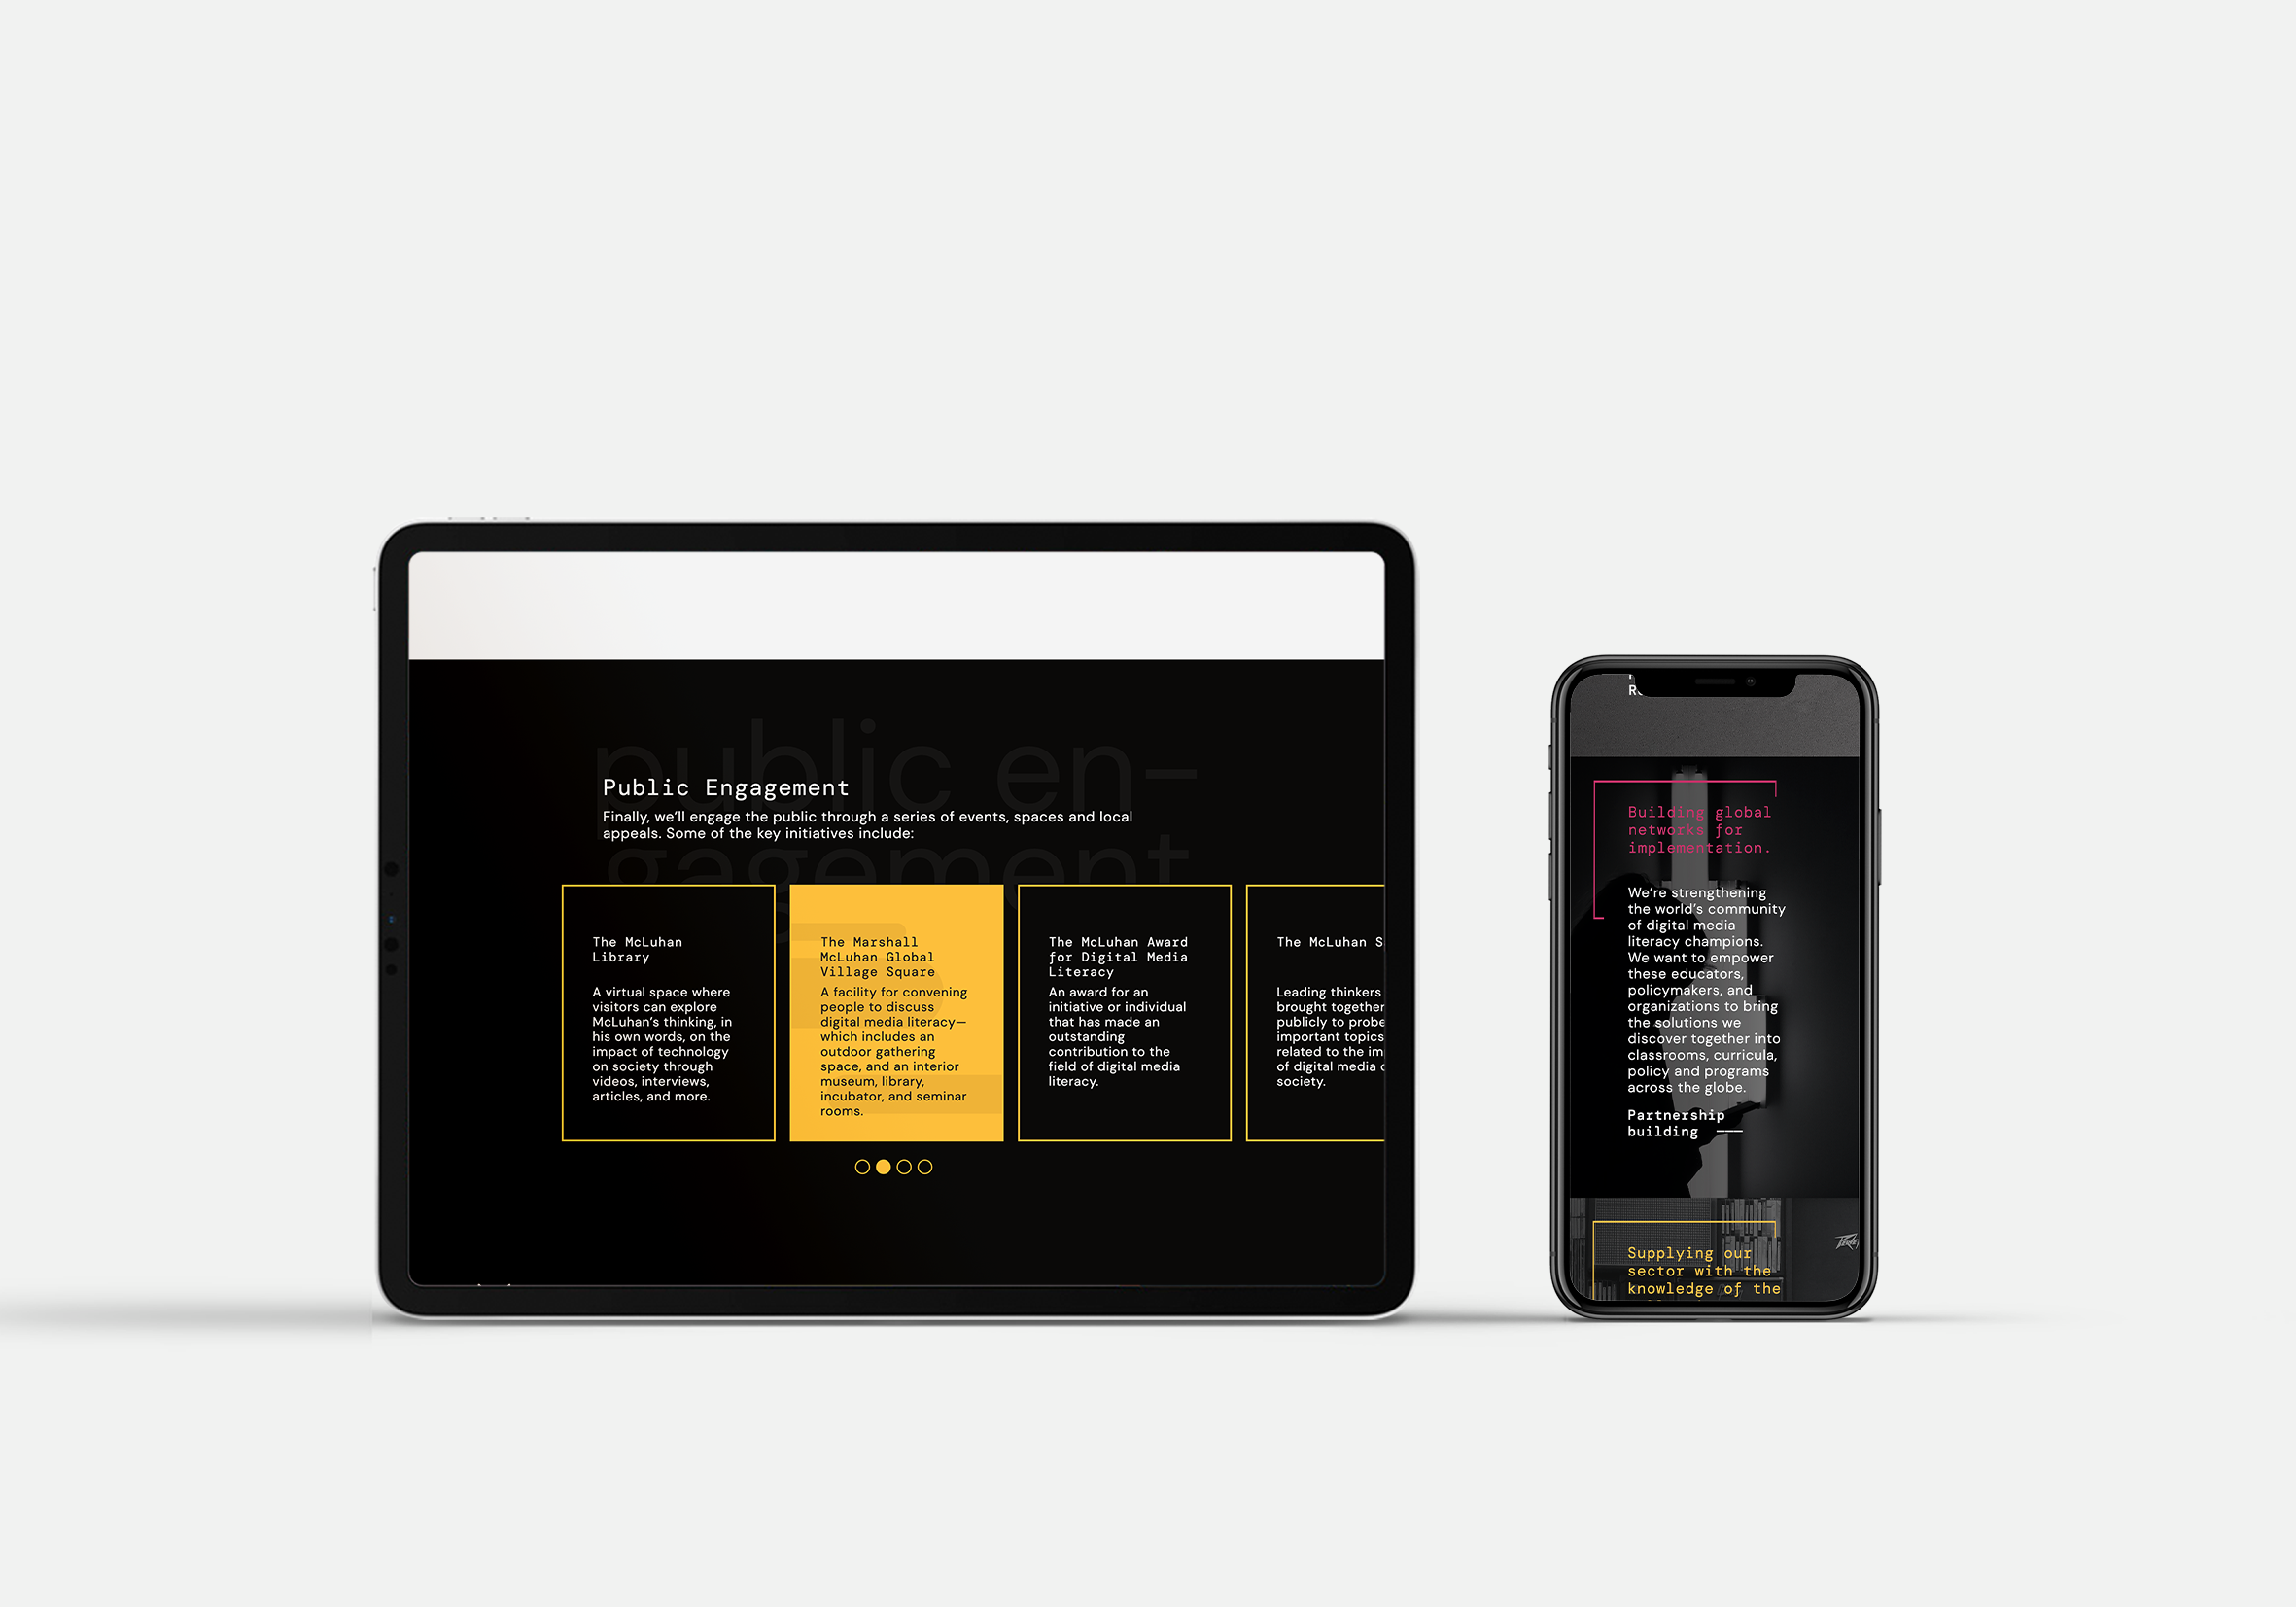 public en-
gagement
Public Engagement
Finally, we'll engage the public through a series of events, spaces and local
appeals. Some of the key initiatives include:
The McLuhan
Library
A virtual space where
visitors can explore
McLuhan's thinking, in
his own words, on the
impact of technology
on society through
videos, interviews,
articles, and more.
The Marshall
McLuhan Global
Village Square
A facility for convening
people to discuss
digital media literacy—
which includes an
outdoor gathering
space, and an interior
museum, library,
incubator, and seminar
rooms.
The McLuhan Award
for Digital Media
Literacy
An award for an
initiative or individual
that has made an
outstanding
contribution to the
field of digital media
literacy.
The McLuhan S
Leading thinkers
brought together
publicly to probe
important topics
related to the im
of digital media
society.
Building global
networks for
implementation.
We're strengthening
the world's community
of digital media
literacy champions.
We want to empower
these educators,
policymakers, and
organizations to bring
the solutions we
discover together into
classrooms, curricula,
policy and programs
across the globe.
Partnership
building
Supplying our
sector with the
knowledge of the